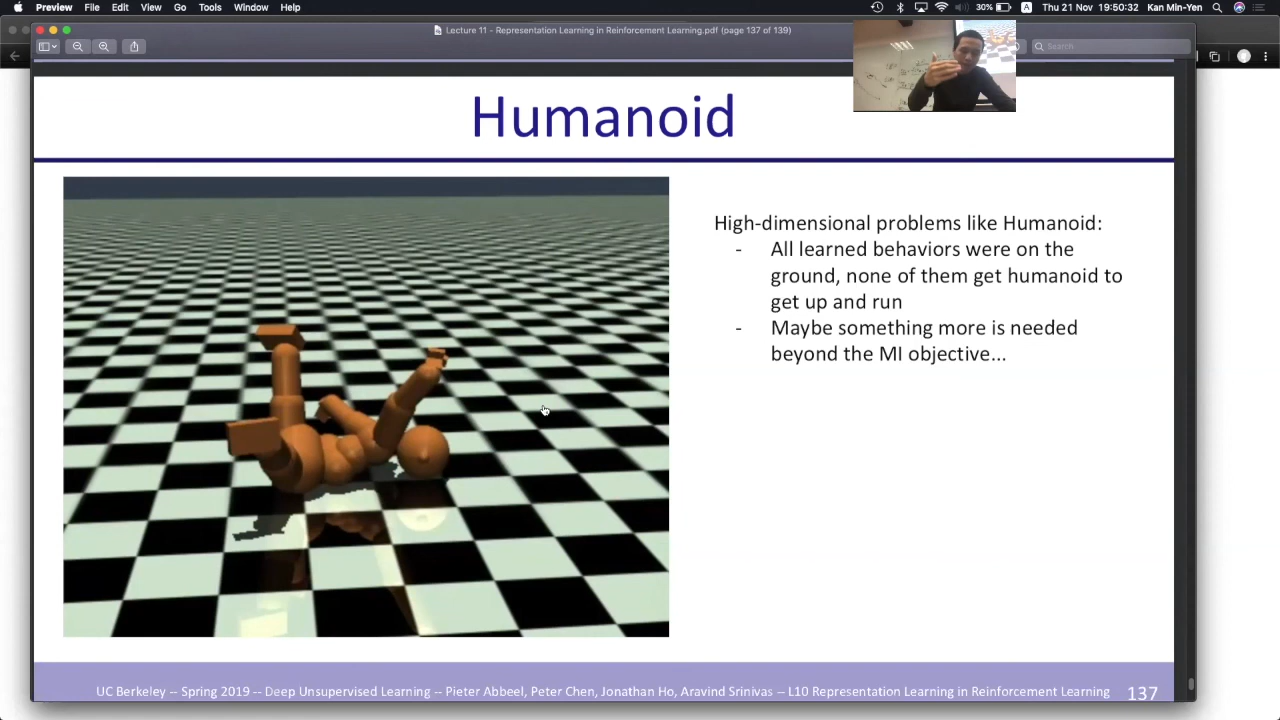 Preview File Edit View Go Tools Window Help
Tue 2 Nov 19:50:32 Kan Min-Yen
Lecture 11 - Representation Learning in Reinforcement Learning.pdf (page 137 of 139)
Search
Humanoid
High-dimensional problems like Humanoid:
- All learned behaviors were on the
ground, none of them get humanoid to
get up and run
- Maybe something more is needed
beyond the MI objective...
UC Berkeley -- Spring 2019 -- Deep Unsupervised Learning -- Pieter Abbeel, Peter Chen, Jonathan Ho, Aravind Srinivas -- L10 Representation Learning in Reinforcement Learning 137